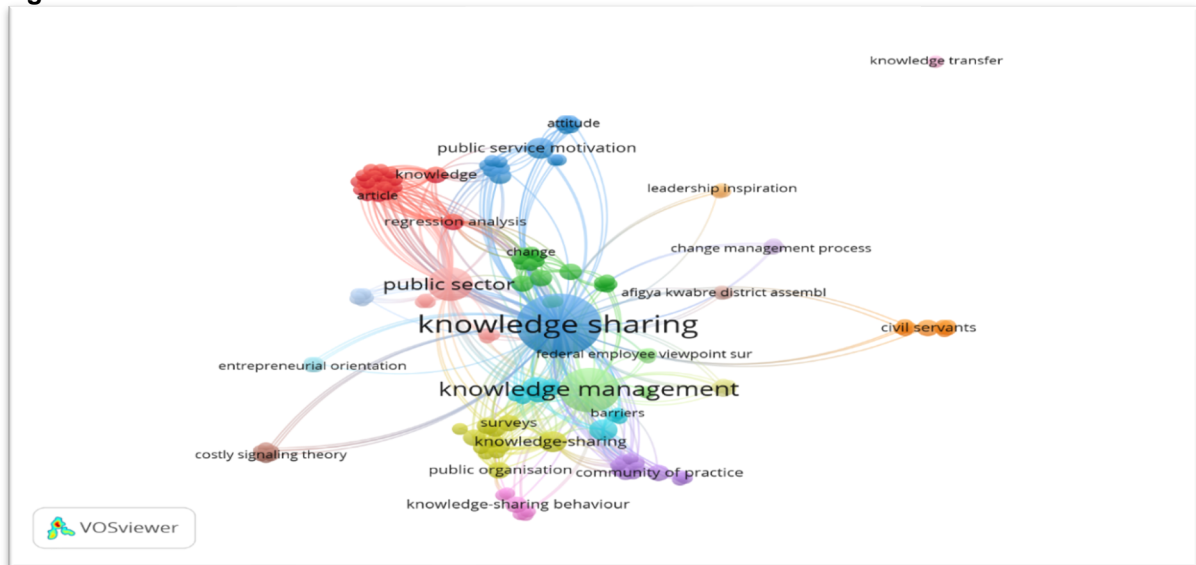 knowledge transfer
attitude
public service motivation
knowledge
leadership inspiration
article
regression analysis
change management process
change
public sector
afigya kwabre district assembl
knowledge sharing
civil servants
federal employee viewpoint sur
entrepreneurial orientation
knowledge management
barriers
surveys
knowledge-sharing
costly signaling theory
public organisation
community of practice
knowledge-sharing behaviour
VOSviewer